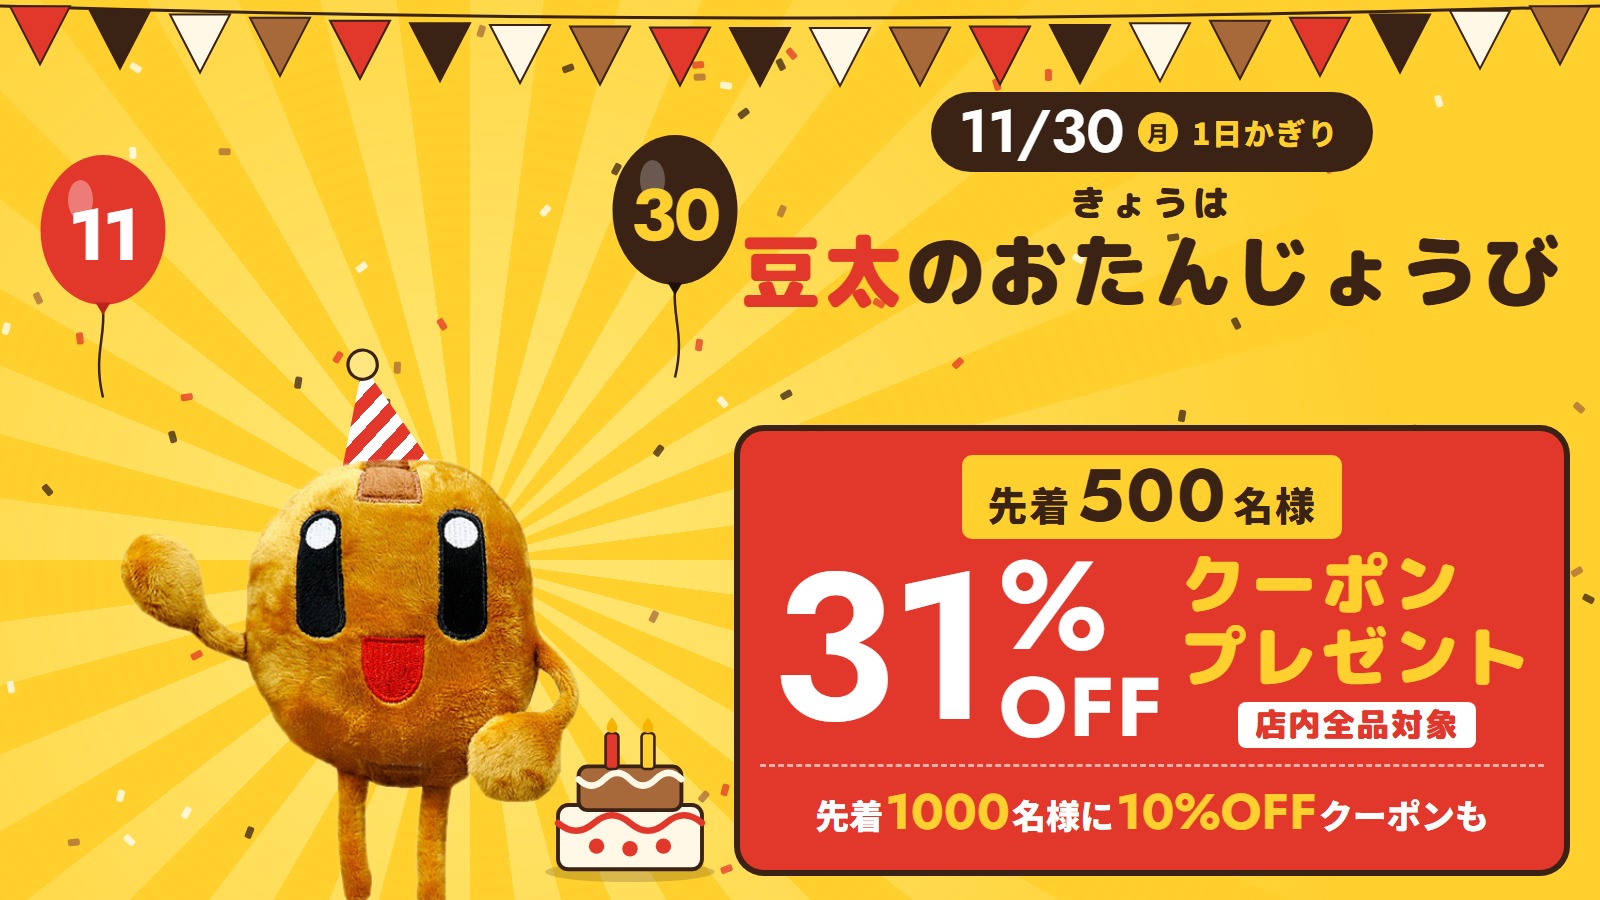 11/30 月 1日かぎり
11
30
きょうは
豆太のおたんじょうび
先着500名様
31%OFF
クーポン
プレゼント
店内全品対象
先着1000名様に10%OFFクーポンも